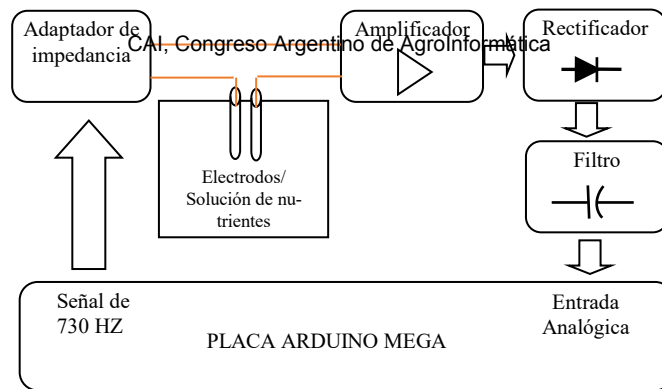 Adaptador de
impedancia
CAI, Congreso Argentino de AgroInformática
Amplificador
Rectificador
Electrodos/
Solución de nu-
trientes
Filtro
Señal de
730 HZ
PLACA ARDUINO MEGA
Entrada
Analógica